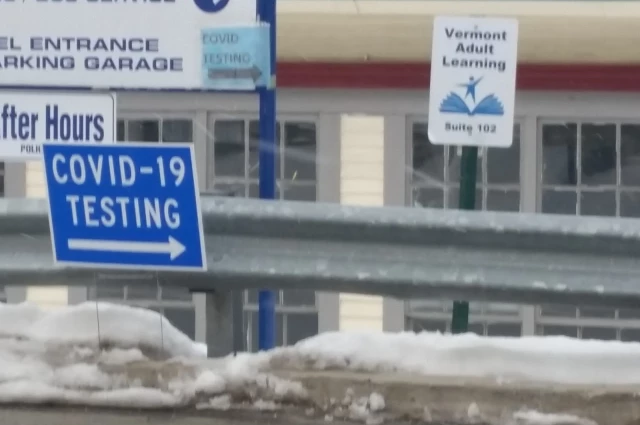 EL ENTRANCE
ARKING GARAGE
COVID
TESTING
fter Hours
COVID-19
TESTING
Vermont
Adult
Learning
Suite 102